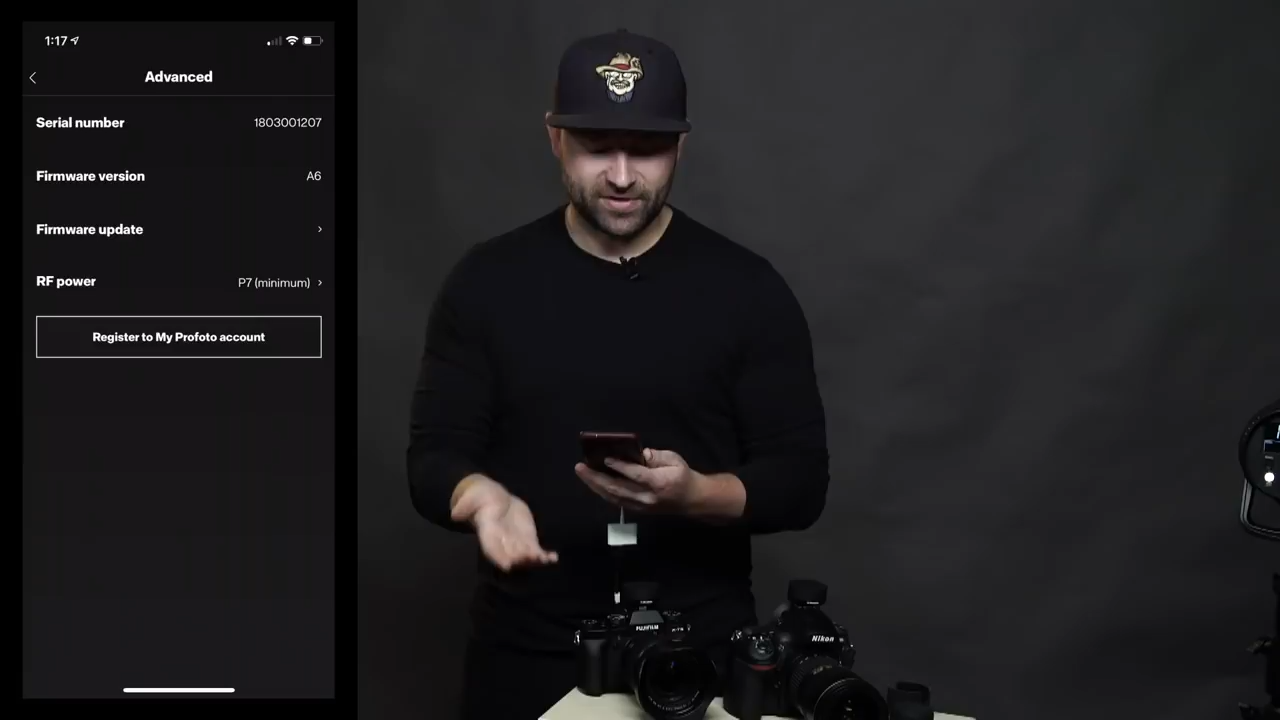 1:17
Advanced
Serial number 1803001207
Firmware version A6
Firmware update
RF power P7 (minimum)
Register to My Profoto account
FUJIFILM
Nikon